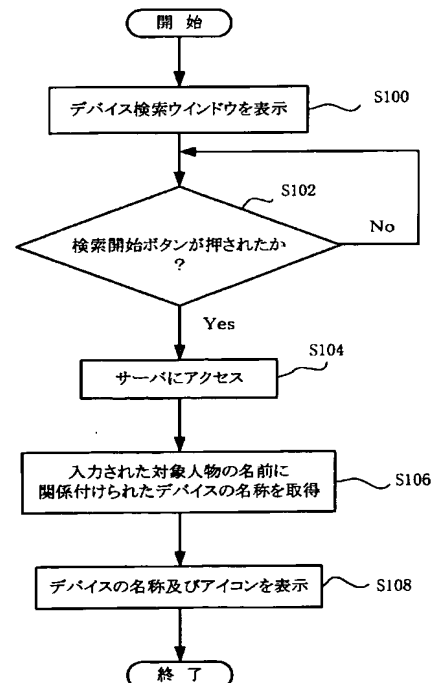 開 始
デバイス検索ウインドウを表示
S100
S102
検索開始ボタンが押されたか
?
No
Yes
S104
サーバにアクセス
入力された対象人物の名前に
関係付けられたデバイスの名称を取得
S106
デバイスの名称及びアイコンを表示
S108
終 了